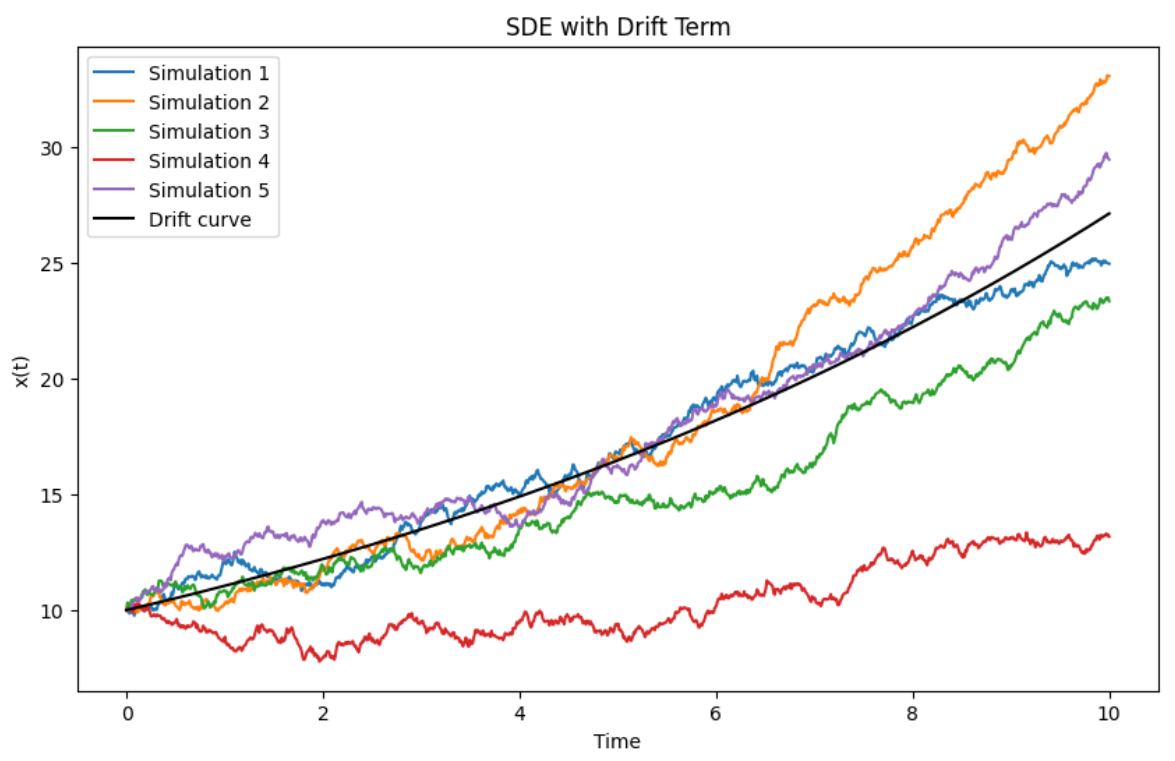 SDE with Drift Term
Simulation 1
Simulation 2
Simulation 3
Simulation 4
Simulation 5
Drift curve
30
25
20
15
10
x(t)
0 2 4 6 8 10
Time